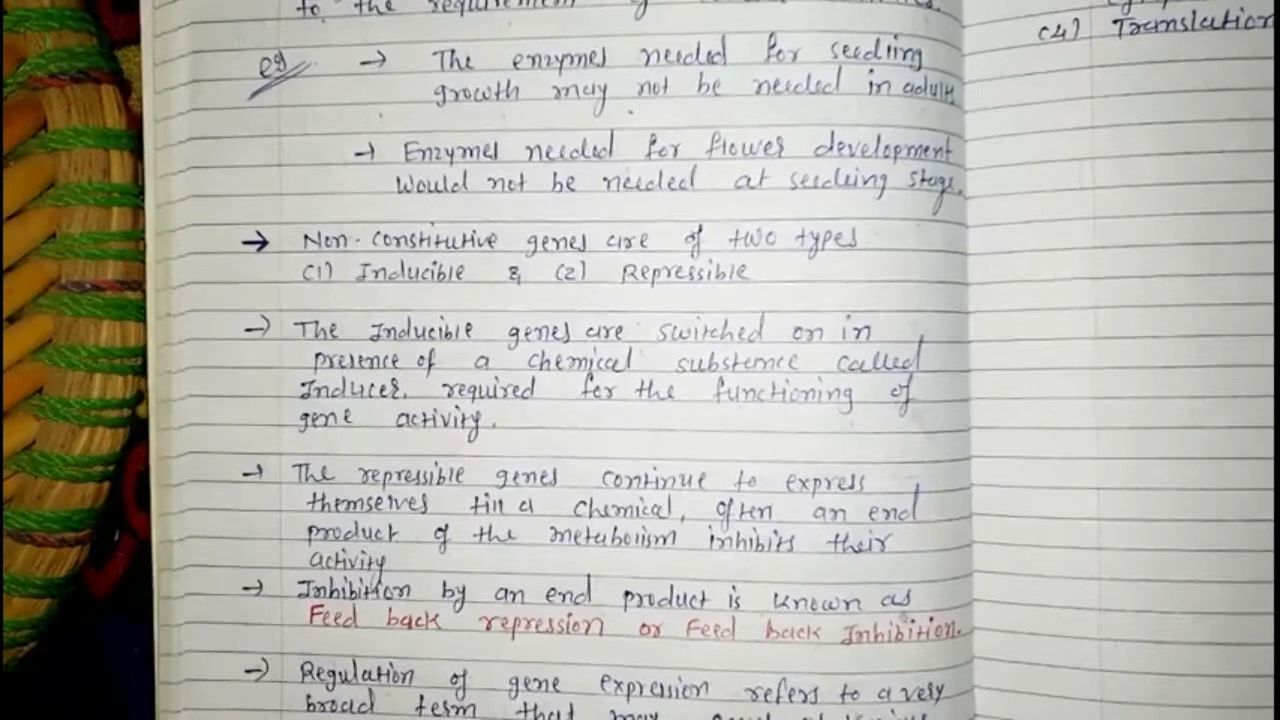 to the requirement
eg → The enzymes needed for seedling
growth may not be needed in adult
→ Enzymes needed for flower development
would not be needed at seedling stage.
→ Non-constitutive genes are of two types
(1) Inducible & (2) Repressible
→ The Inducible genes are switched on in
presence of a chemical substance called
Inducer, required for the functioning of
gene activity.
→ The repressible genes continue to express
themselves till a chemical, often an end
product of the metabolism inhibits their
activity
→ Inhibition by an end product is known as
Feed back repression or Feed back Inhibition.
→ Regulation of gene expression refers to a very
broad term that may
(4) Translation